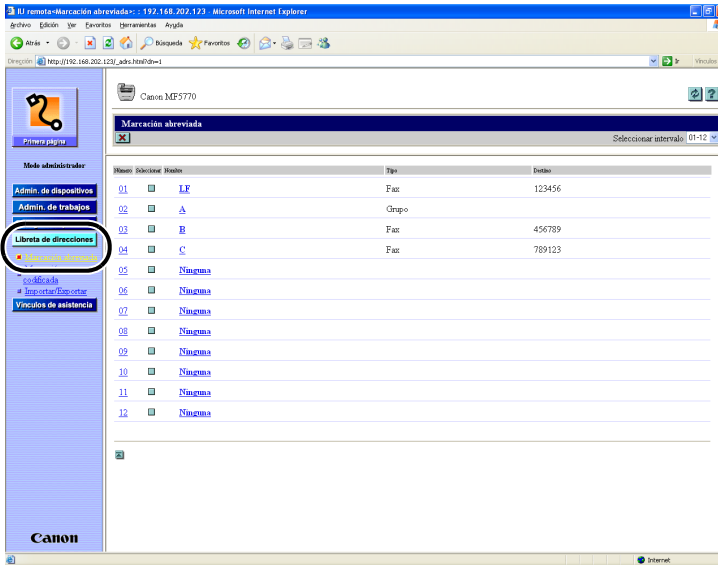 IU remota<Marcación abreviada>: : 192.168.202.123 - Microsoft Internet Explorer
Archivo Edición Ver Favoritos Herramientas Ayuda
Atrás Búsqueda Favoritos
Dirección http://192.168.202.123/_adrs.html?dn=1 Ir Vínculos
Canon MF5770
Primera página
Marcación abreviada
Seleccionar intervalo 01-12
Modo administrador
Número Seleccionar Nombre Tipo Destino
Admin. de dispositivos
Admin. de trabajos
Libreta de direcciones
Marcación abreviada
codificada
Importar/Exportar
Vínculos de asistencia
01 LF Fax 123456
02 A Grupo
03 B Fax 456789
04 C Fax 789123
05 Ninguna
06 Ninguna
07 Ninguna
08 Ninguna
09 Ninguna
10 Ninguna
11 Ninguna
12 Ninguna
Canon
Internet